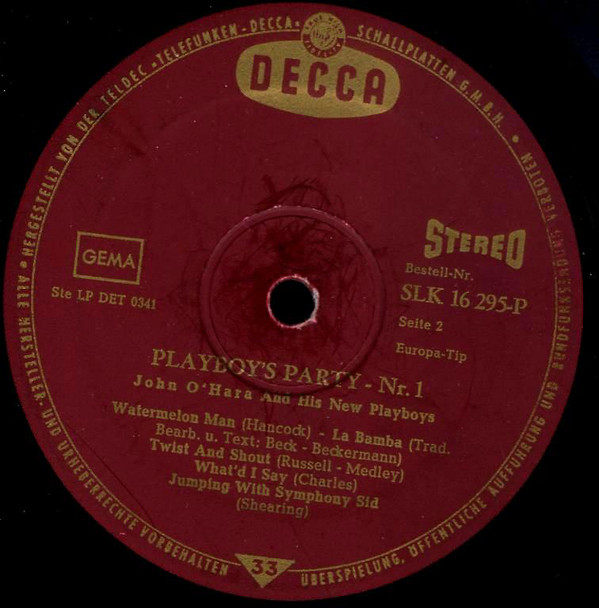 HERGESTELLT VON DER TELDEC • TELEFUNKEN - DECCA • SCHALLPLATTEN G.M.B.H. •
DECCA
GEMA
STEREO
Bestell-Nr.
Ste LP DET 0341
SLK 16 295-P
Seite 2
Europa-Tip
PLAYBOY'S PARTY - Nr. 1
John O'Hara And His New Playboys
Watermelon Man (Hancock) - La Bamba (Trad.
Bearb. u. Text: Beck - Beckermann)
Twist And Shout (Russell - Medley)
What'd I Say (Charles)
Jumping With Symphony Sid
(Shearing)
33
• ALLE HERSTELLER- UND URHEBERRECHTE VORBEHALTEN
ÜBERSPIELUNG, ÖFFENTLICHE AUFFÜHRUNG UND RUNDFUNKSENDUNG VERBOTEN